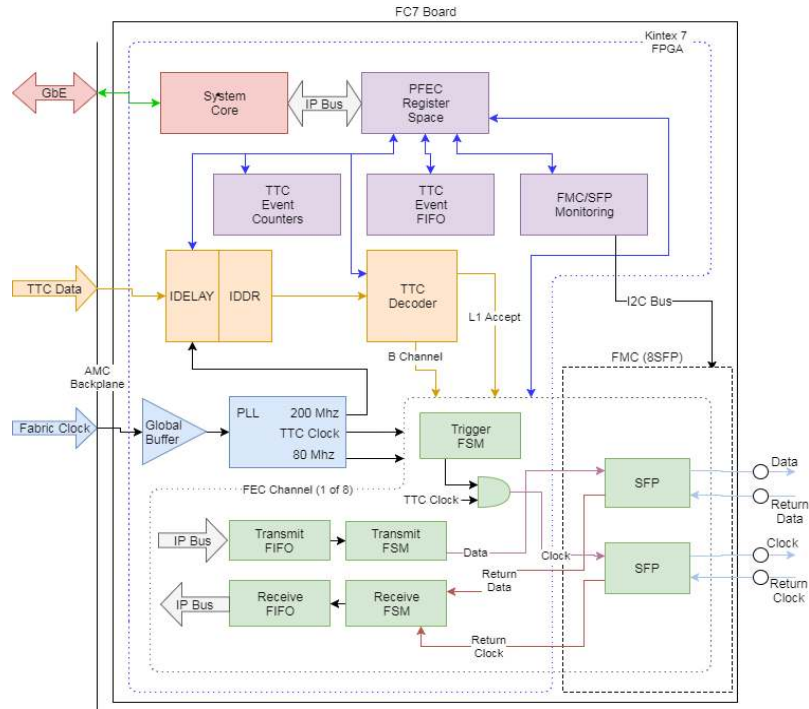 FC7 Board
Kintex 7
FPGA
GbE
System
Core
IP Bus
PFEC
Register
Space
TTC
Event
Counters
TTC
Event
FIFO
FMC/SFP
Monitoring
TTC Data
IDELAY
IDDR
TTC
Decoder
I2C Bus
L1 Accept
B Channel
FMC (8SFP)
AMC
Backplane
Fabric Clock
Global
Buffer
PLL
200 Mhz
TTC Clock
80 Mhz
Trigger
FSM
FEC Channel (1 of 8)
TTC Clock
SFP
Data
Return
Data
IP Bus
Transmit
FIFO
Transmit
FSM
Data
Clock
SFP
Clock
Return
Clock
IP Bus
Receive
FIFO
Receive
FSM
Return
Data
Return
Clock